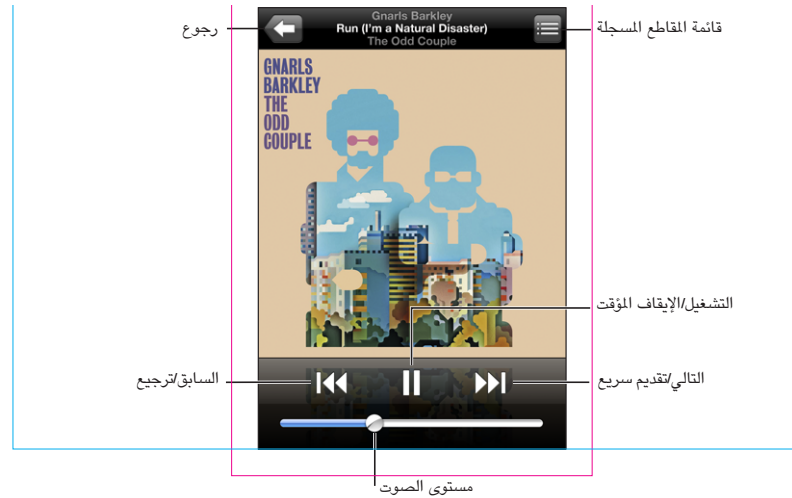 Gnarls Barkley
Run (I'm a Natural Disaster)
The Odd Couple
قائمة المقاطع المسجلة
رجوع
GNARLS
BARKLEY
THE
ODD
COUPLE
التشغيل/الإيقاف المؤقت
التالي/تقديم سريع
السابق/ترجيع
مستوى الصوت